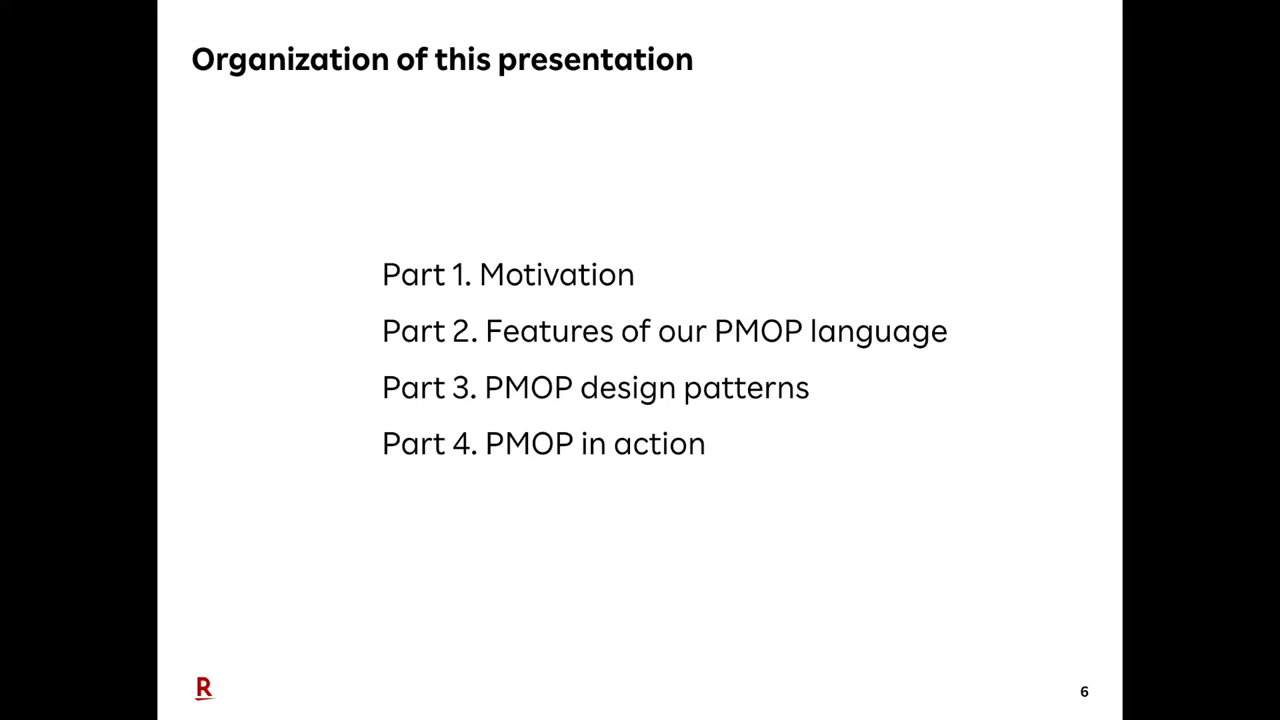 Organization of this presentation
Part 1. Motivation
Part 2. Features of our PMOP language
Part 3. PMOP design patterns
Part 4. PMOP in action
R
6